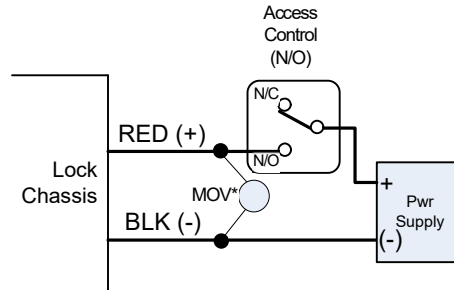 Access
Control
(N/O)
N/C
RED (+)
N/O
Lock
Chassis
MOV*
+
Pwr
Supply
BLK (-)
(-)